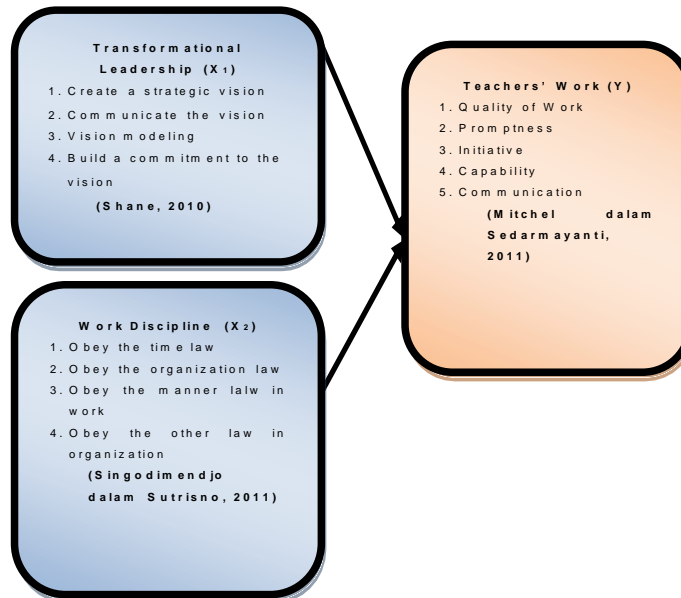 Transformational
Leadership (X1)
1. Create a strategic vision
2. Communicate the vision
3. Vision modeling
4. Build a commitment to the
vision
(Shane, 2010)
Work Discipline (X2)
1. Obey the time law
2. Obey the organization law
3. Obey the manner lalw in
work
4. Obey the other law in
organization
(Singodimendjo
dalam Sutrisno, 2011)
Teachers' Work (Y)
1. Quality of Work
2. Promptness
3. Initiative
4. Capability
5. Communication
(Mitchel dalam
Sedarmayanti,
2011)